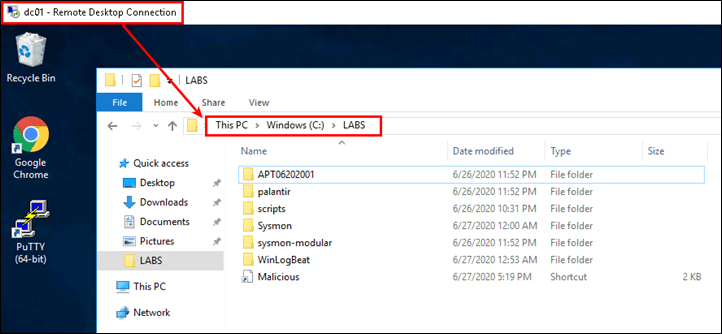 dc01 - Remote Desktop Connection
Recycle Bin
Google Chrome
PuTTY (64-bit)
LABS
File Home Share View
This PC > Windows (C:) > LABS
Name Date modified Type Size
Quick access
Desktop
Downloads
Documents
Pictures
LABS
This PC
Network
APT06202001 6/26/2020 11:52 PM File folder
palantir 6/26/2020 11:52 PM File folder
scripts 6/26/2020 10:31 PM File folder
Sysmon 6/27/2020 12:00 AM File folder
sysmon-modular 6/26/2020 11:52 PM File folder
WinLogBeat 6/27/2020 12:53 AM File folder
Malicious 6/27/2020 5:19 PM Shortcut 2 KB